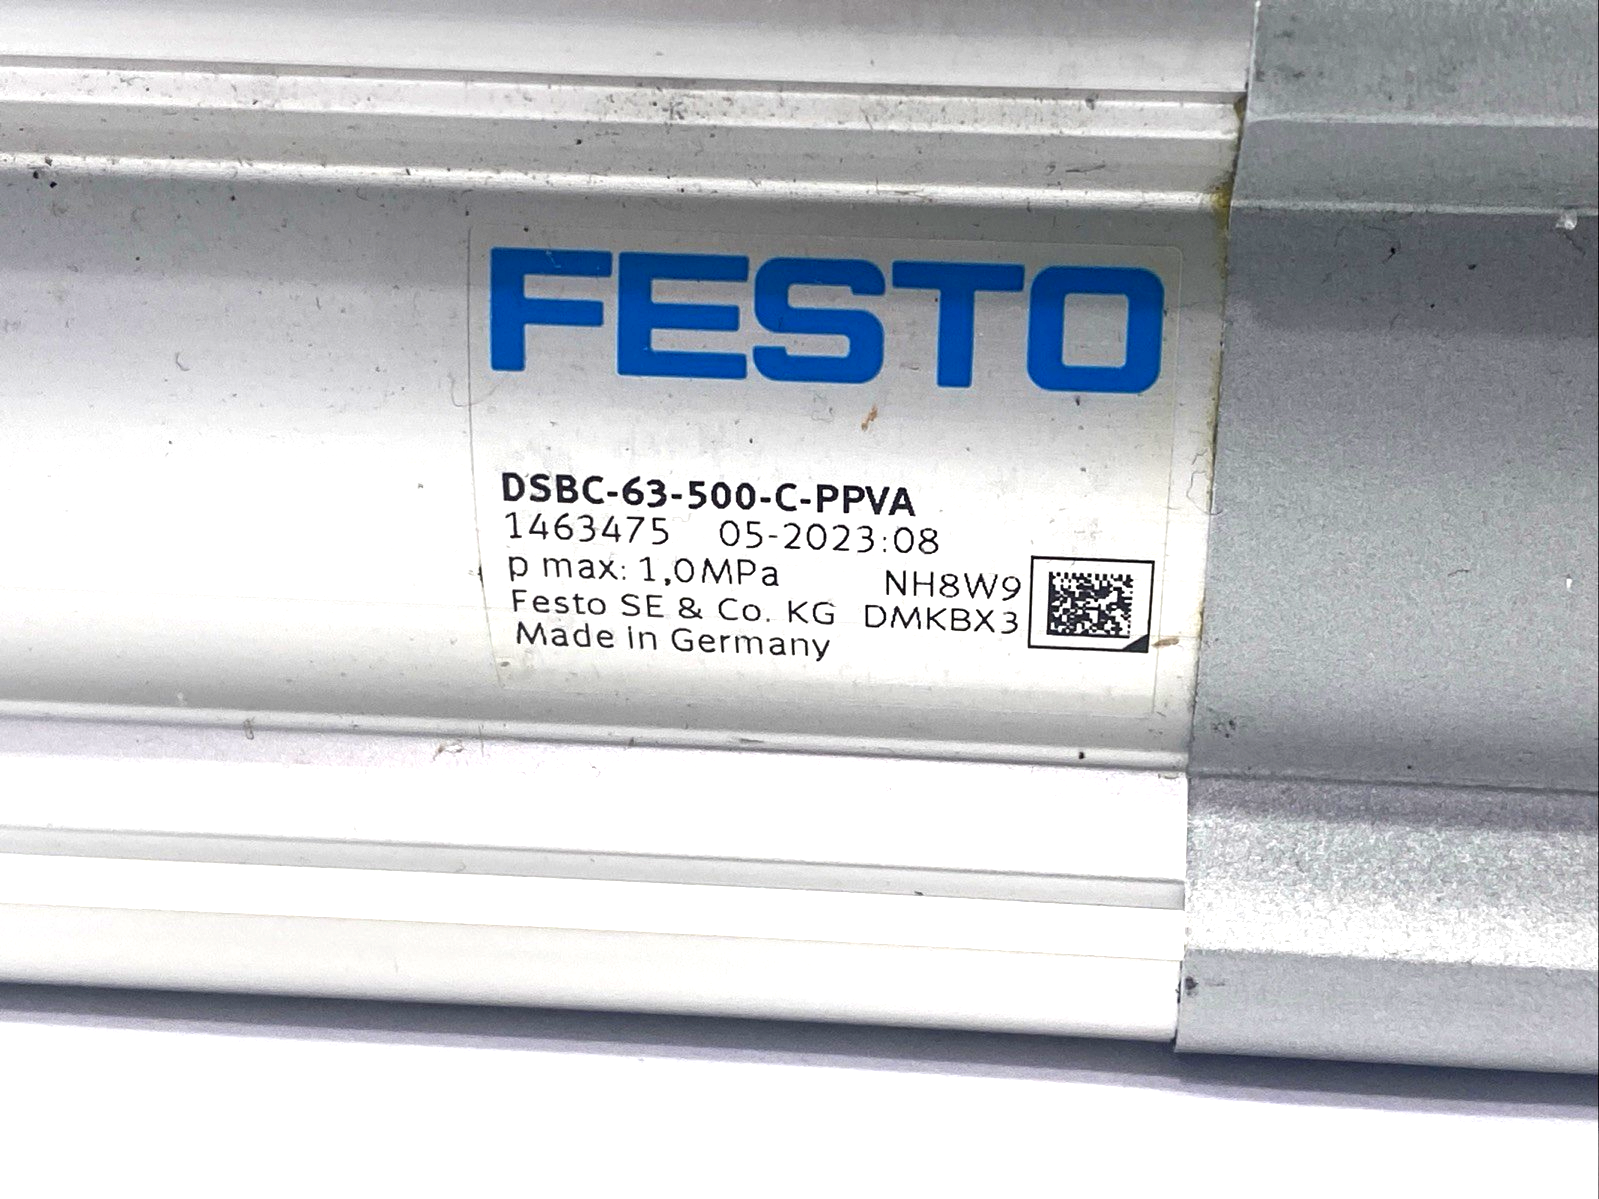 FESTO
DSBC-63-500-C-PPVA
1463475 05-2023:08
p max: 1,0MPa NH8W9
Festo SE & Co. KG DMKBX3
Made in Germany